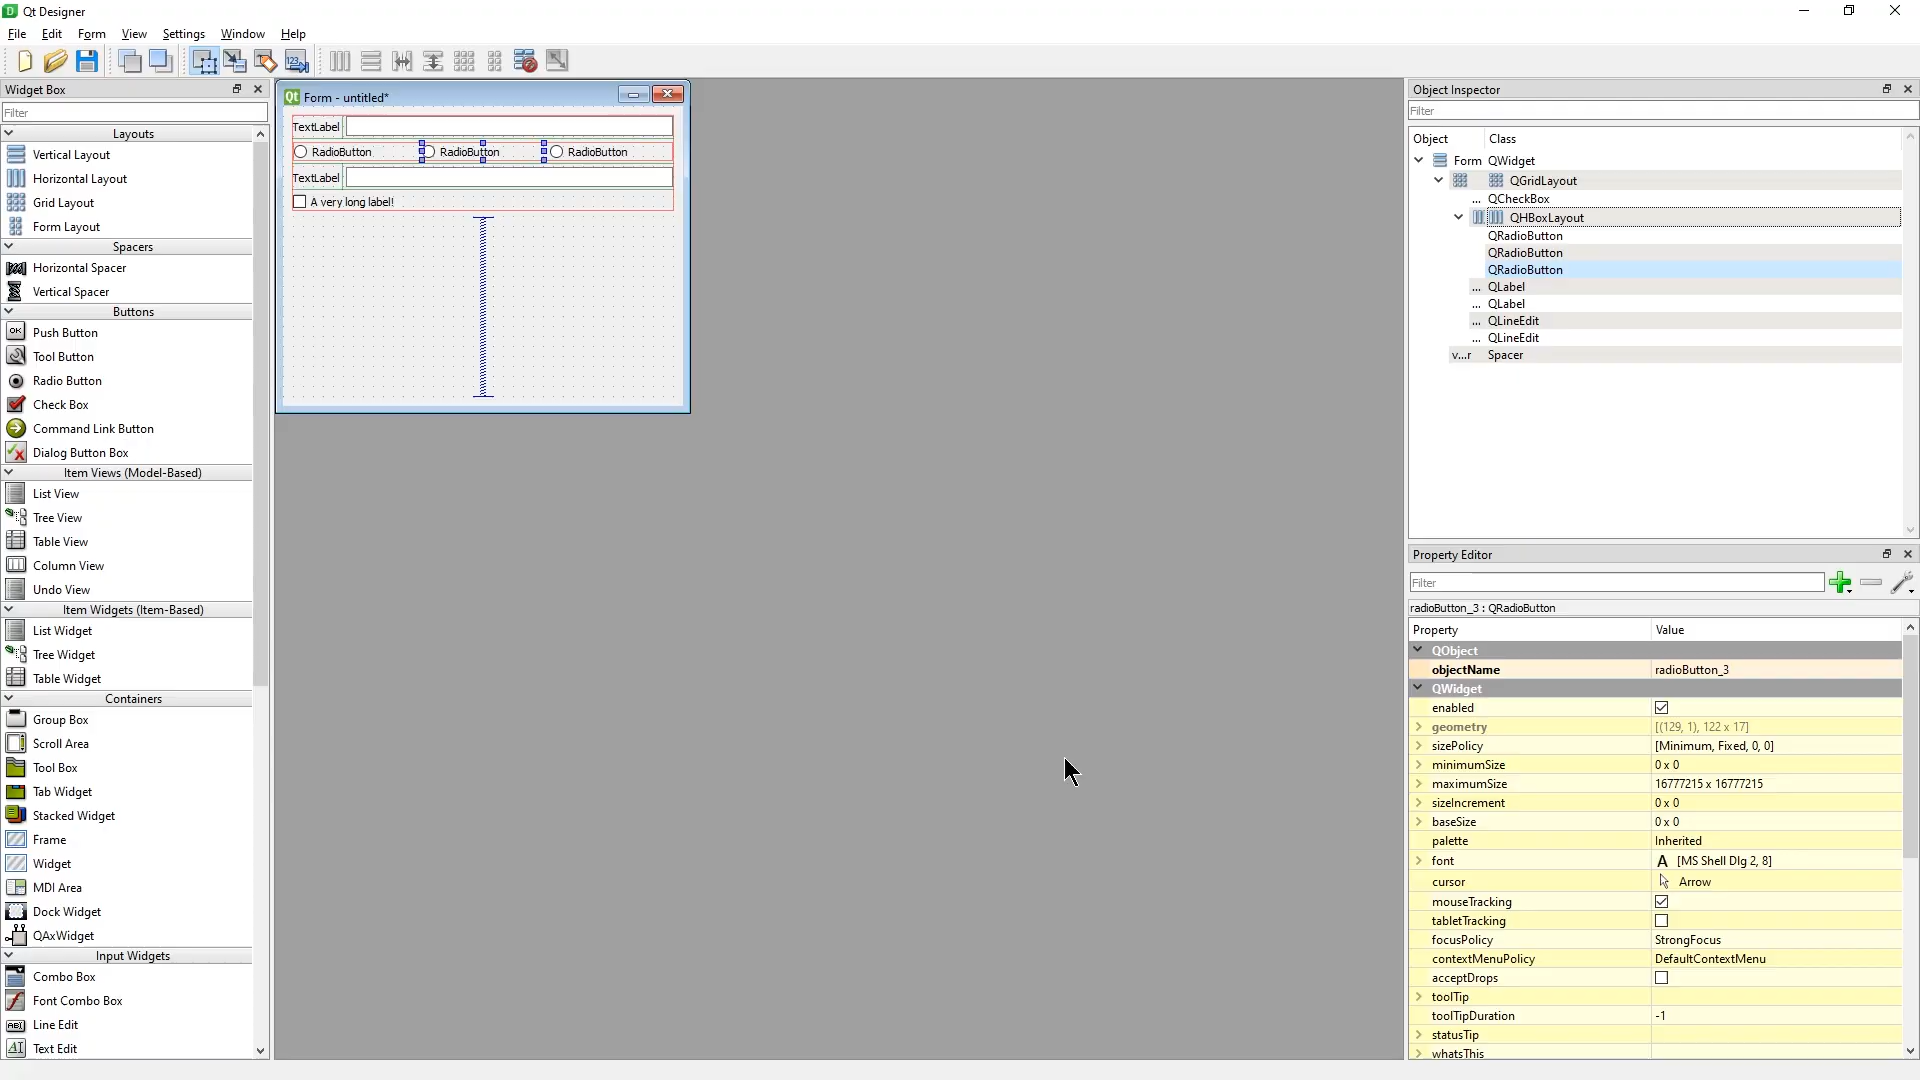 Qt Designer
File Edit Form View Settings Window Help
Widget Box
Filter
Layouts
Vertical Layout
Horizontal Layout
Grid Layout
Form Layout
Spacers
Horizontal Spacer
Vertical Spacer
Buttons
Push Button
Tool Button
Radio Button
Check Box
Command Link Button
Dialog Button Box
Item Views (Model-Based)
List View
Tree View
Table View
Column View
Undo View
Item Widgets (Item-Based)
List Widget
Tree Widget
Table Widget
Containers
Group Box
Scroll Area
Tool Box
Tab Widget
Stacked Widget
Frame
Widget
MDI Area
Dock Widget
QAxWidget
Input Widgets
Combo Box
Font Combo Box
Line Edit
Text Edit
Form - untitled*
TextLabel
RadioButton RadioButton RadioButton
TextLabel
A very long label!
Object Inspector
Filter
Object Class
Form QWidget
QGridLayout
... QCheckBox
QHBoxLayout
QRadioButton
QRadioButton
QRadioButton
... QLabel
... QLabel
... QLineEdit
... QLineEdit
v...r Spacer
Property Editor
Filter
radioButton_3 : QRadioButton
Property Value
QObject
objectName radioButton_3
QWidget
enabled
geometry [(129, 1), 122 x 17]
sizePolicy [Minimum, Fixed, 0, 0]
minimumSize 0 x 0
maximumSize 16777215 x 16777215
sizeIncrement 0 x 0
baseSize 0 x 0
palette Inherited
font A [MS Shell Dlg 2, 8]
cursor Arrow
mouseTracking
tabletTracking
focusPolicy StrongFocus
contextMenuPolicy DefaultContextMenu
acceptDrops
toolTip
toolTipDuration -1
statusTip
whatsThis